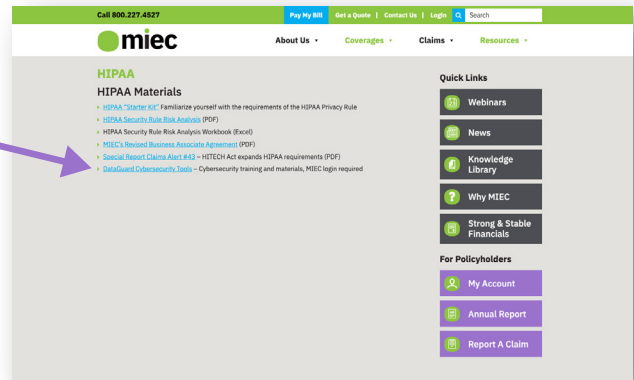 Call 800.227.4527
Pay My Bill Get a Quote | Contact Us | Login Search
miec
About Us Coverages Claims Resources
HIPAA
HIPAA Materials
HIPAA "Starter Kit" Familiarize yourself with the requirements of the HIPAA Privacy Rule
HIPAA Security Rule Risk Analysis (PDF)
HIPAA Security Rule Risk Analysis Workbook (Excel)
MIEC's Revised Business Associate Agreement (PDF)
Special Report Claims Alert #43 – HITECH Act expands HIPAA requirements (PDF)
DataGuard Cybersecurity Tools – Cybersecurity training and materials, MIEC login required
Quick Links
Webinars
News
Knowledge
Library
Why MIEC
Strong & Stable
Financials
For Policyholders
My Account
Annual Report
Report A Claim